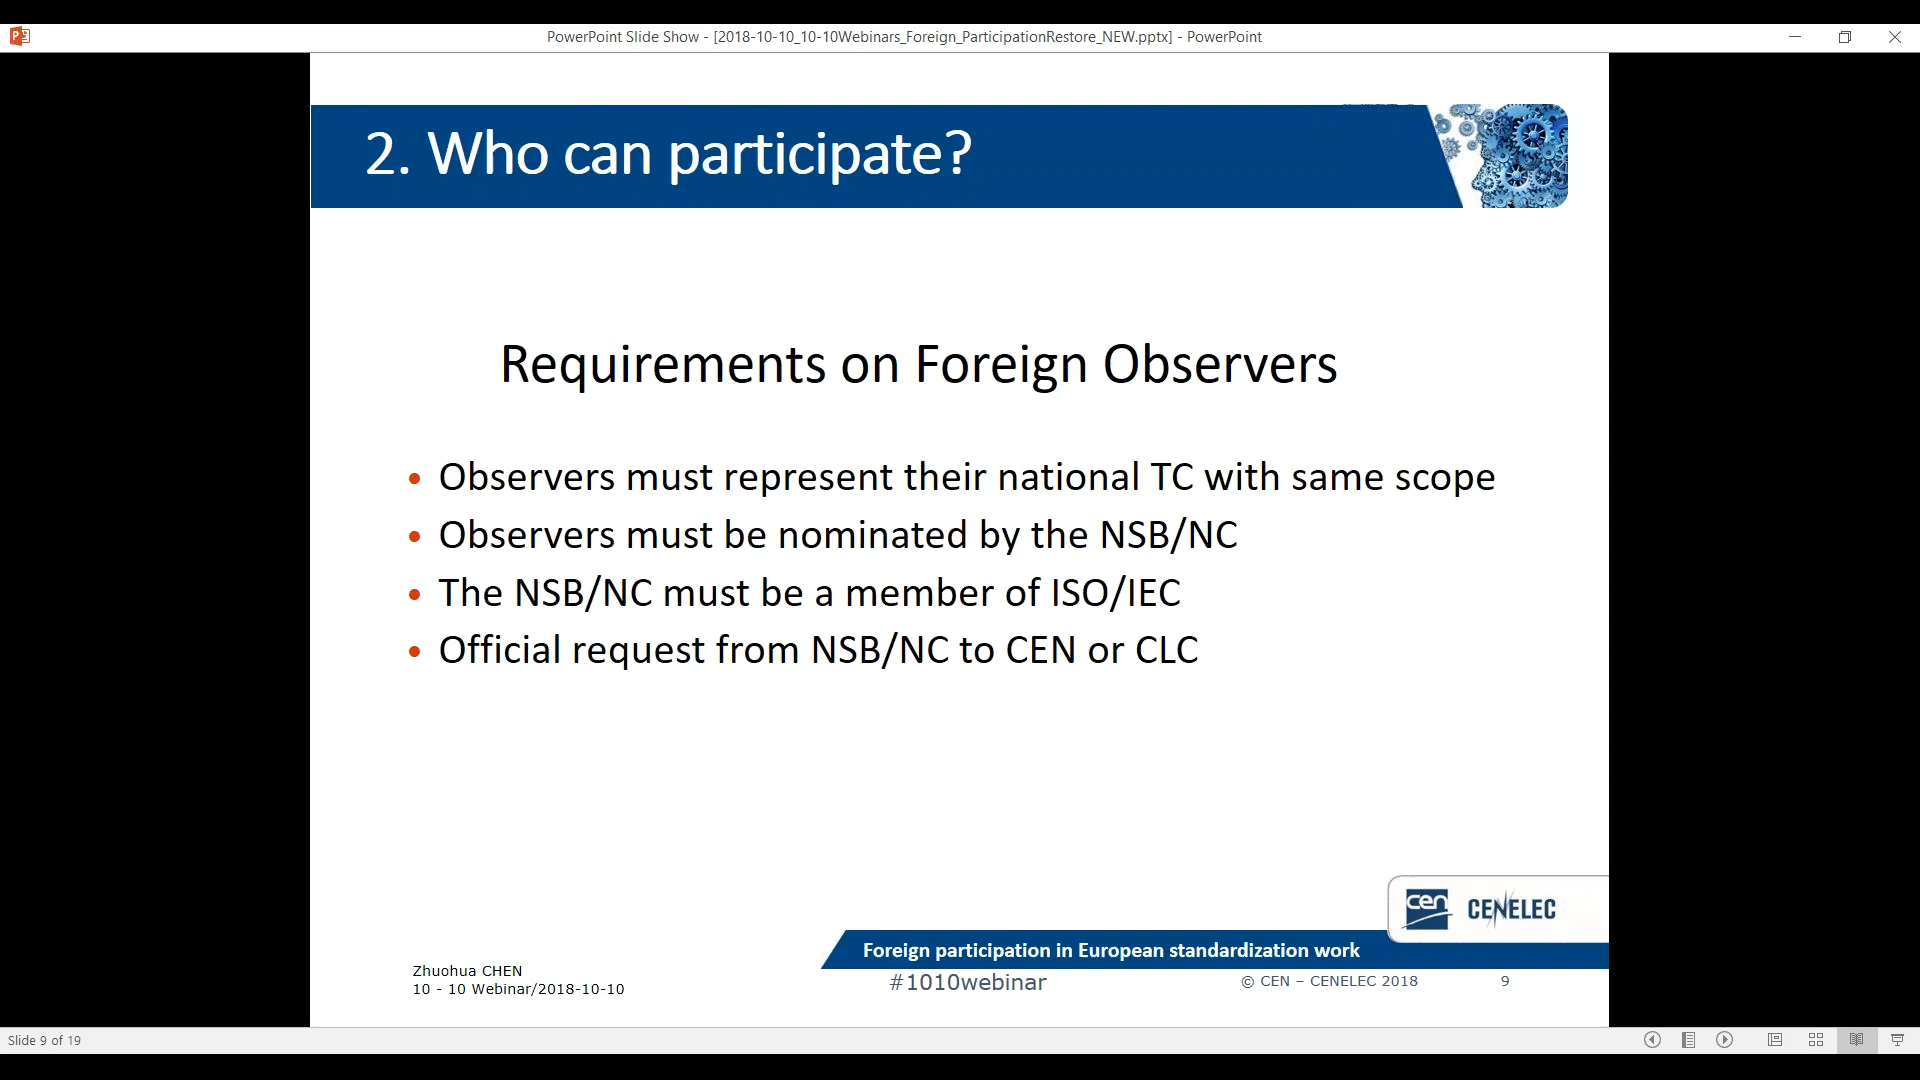 PowerPoint Slide Show - [2018-10-10_10-10Webinars_Foreign_ParticipationRestore_NEW.pptx] - PowerPoint
2. Who can participate?
Requirements on Foreign Observers
• Observers must represent their national TC with same scope
• Observers must be nominated by the NSB/NC
• The NSB/NC must be a member of ISO/IEC
• Official request from NSB/NC to CEN or CLC
cen CENELEC
Foreign participation in European standardization work
Zhuohua CHEN
10 - 10 Webinar/2018-10-10
#1010webinar
© CEN – CENELEC 2018
9
Slide 9 of 19